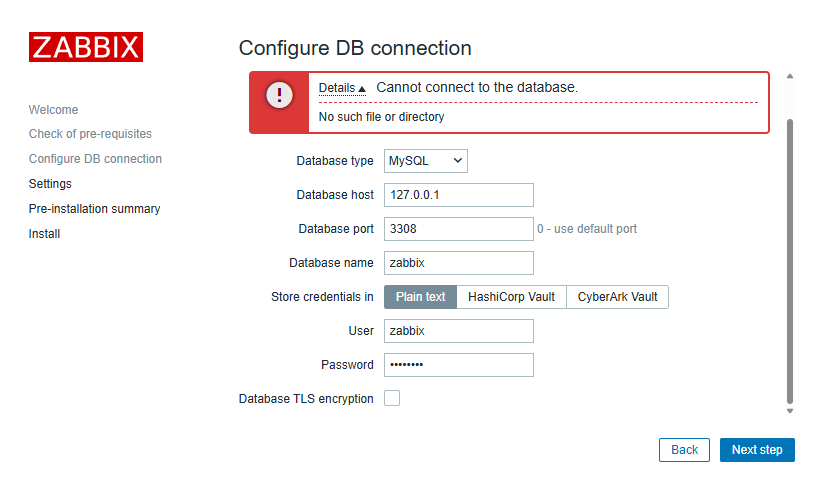 ZABBIX
Welcome
Check of pre-requisites
Configure DB connection
Settings
Pre-installation summary
Install
Configure DB connection
Details Cannot connect to the database.
No such file or directory
Database type MySQL
Database host 127.0.0.1
Database port 3308 0 - use default port
Database name zabbix
Store credentials in Plain text HashiCorp Vault CyberArk Vault
User zabbix
Password ••••••••
Database TLS encryption
Back Next step